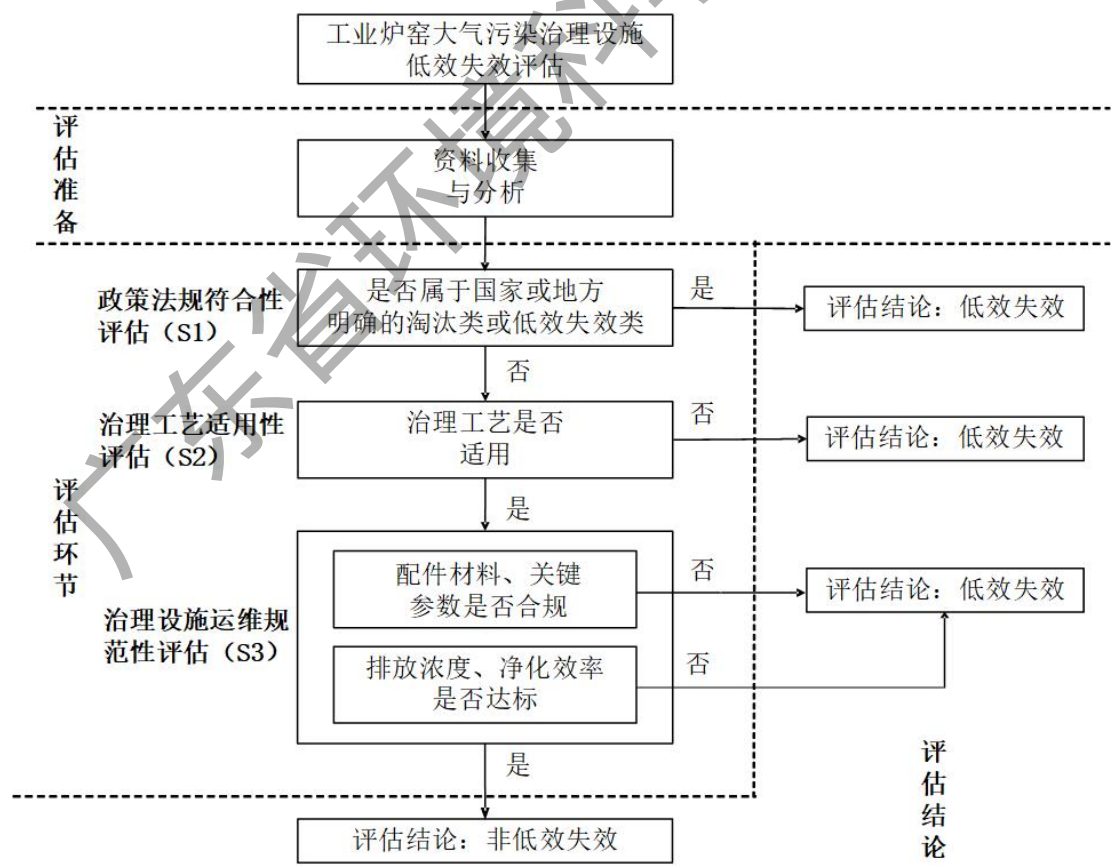 工业炉窑大气污染治理设施
低效失效评估
评估准备
资料收集
与分析
政策法规符合性
评估（S1）
是否属于国家或地方
明确的淘汰类或低效失效类
是
评估结论：低效失效
否
治理工艺适用性
评估（S2）
治理工艺是否
适用
否
评估结论：低效失效
是
评估环节
治理设施运维规
范性评估（S3）
配件材料、关键
参数是否合规
否
评估结论：低效失效
排放浓度、净化效率
是否达标
否
是
评估结论
评估结论：非低效失效
广东省环境科